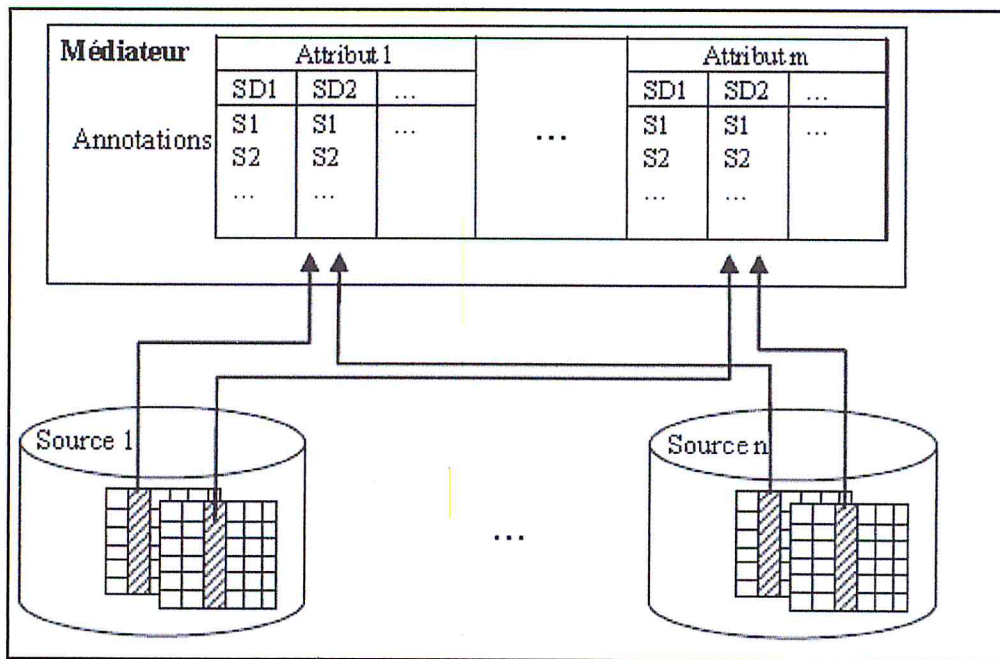 Médiateur
Attribut 1
Attribut m
SD1 SD2 ...
SD1 SD2 ...
Annotations
S1 S1 ...
S2 S2
... ...
...
S1 S1 ...
S2 S2
... ...
Source 1
Source n
...